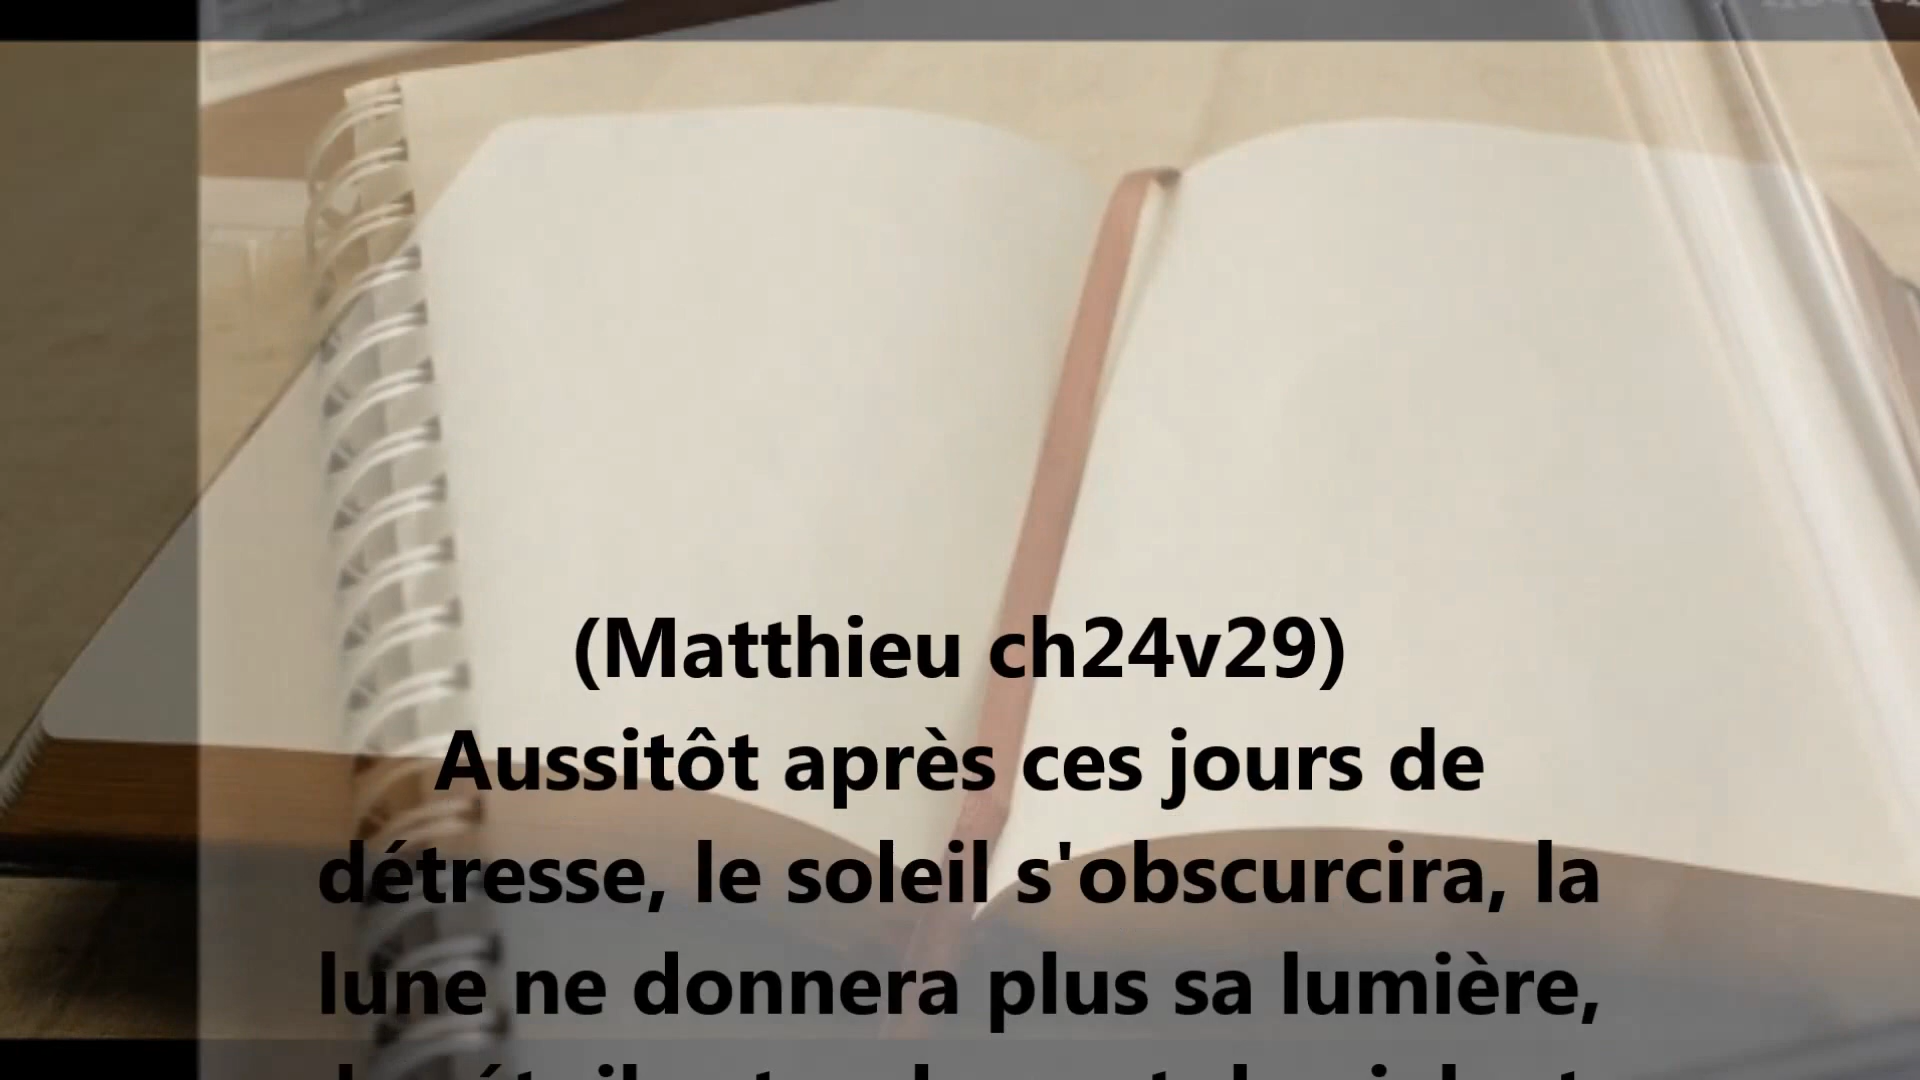 (Matthieu ch24v29)
Aussitôt après ces jours de
détresse, le soleil s'obscurcira, la
lune ne donnera plus sa lumière,